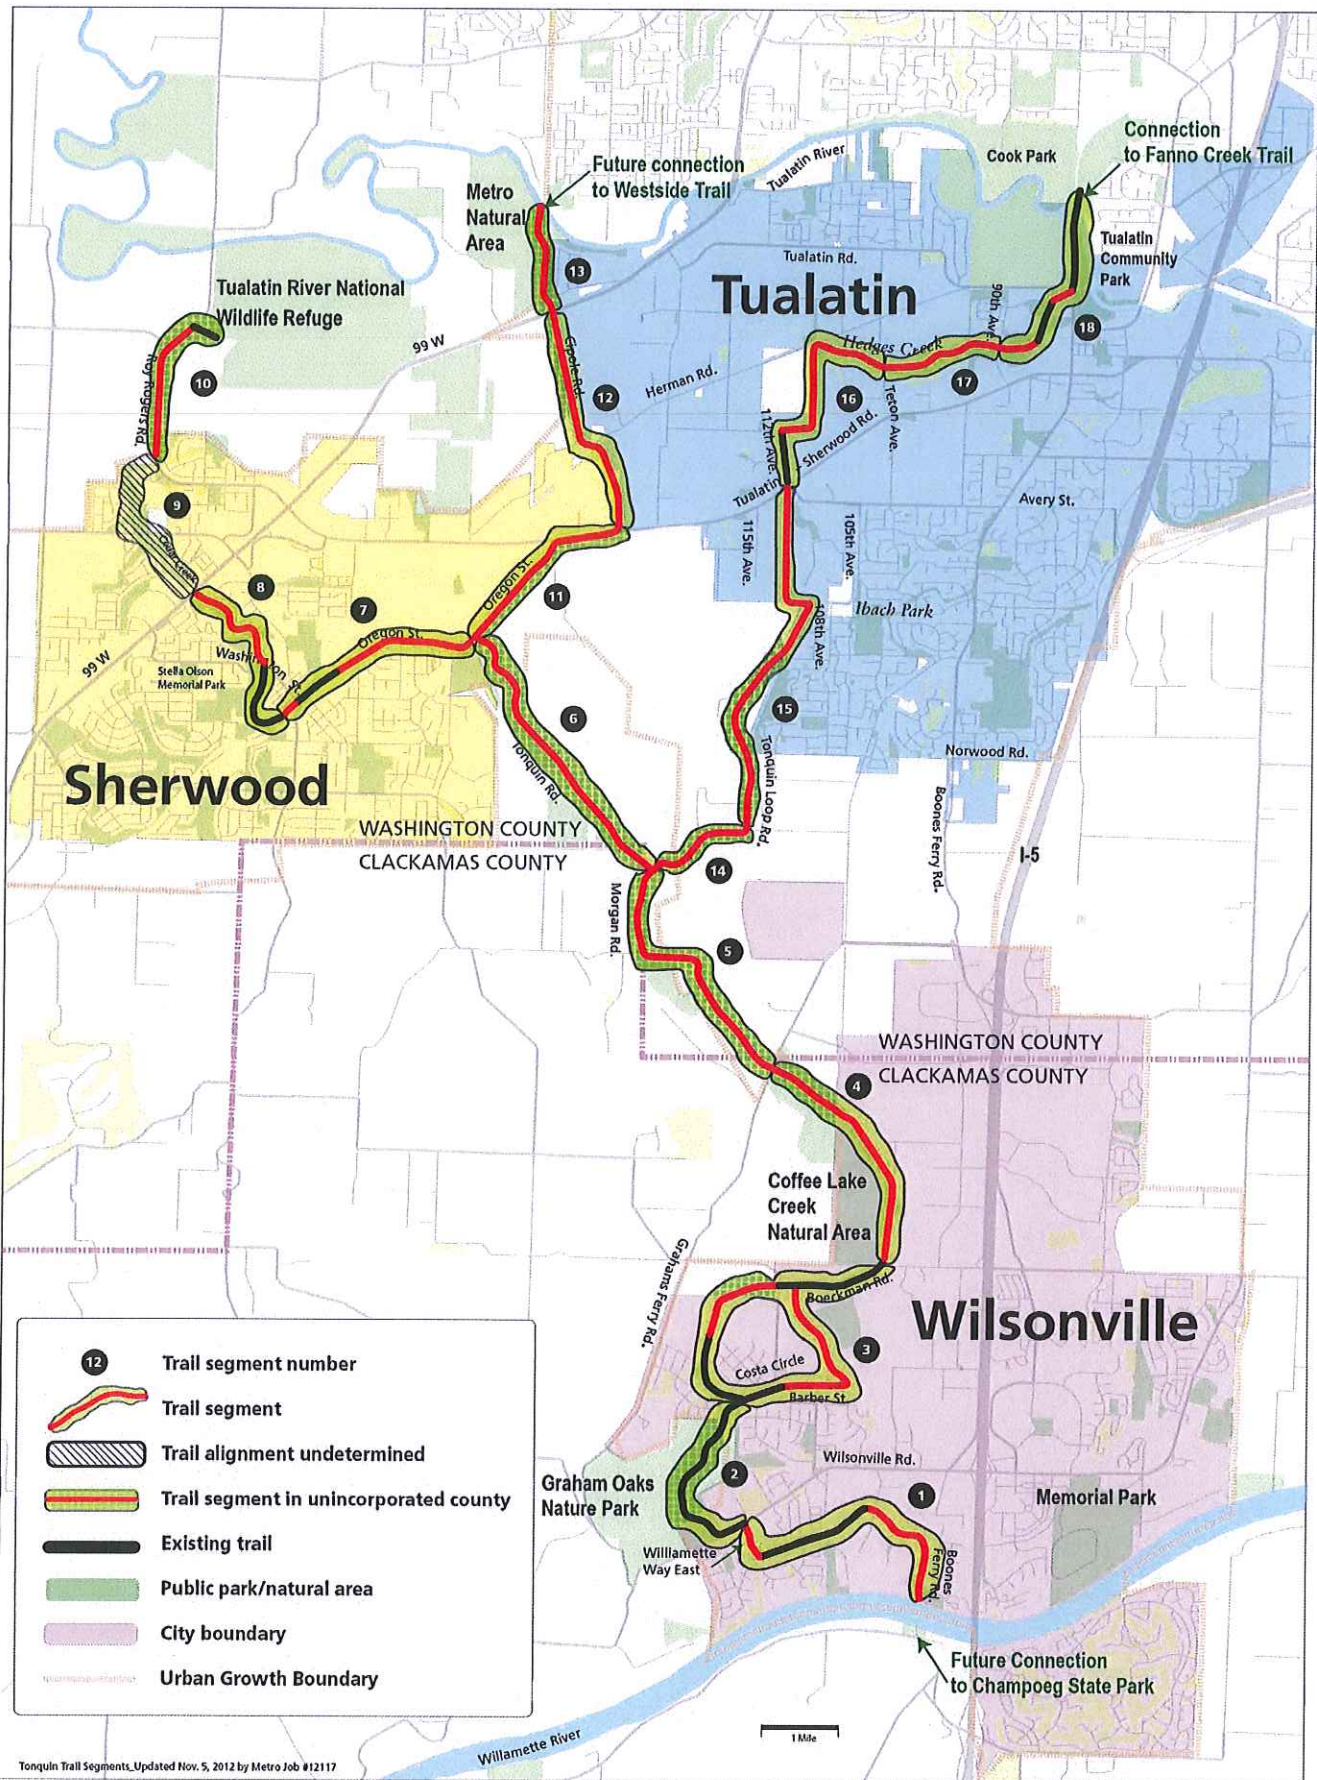 Connection
to Fanno Creek Trail
Cook Park
Tualatin River
Future connection
to Westside Trail
Metro
Natural
Area
Tualatin
Community
Park
13
Tualatin Rd.
Tualatin
Tualatin River National
Wildlife Refuge
90th Ave.
18
99 W
Hedges Creek
Cipole Rd.
Roy Rogers Rd.
10
Herman Rd.
12
16
17
Teton Ave.
112th Ave.
Sherwood Rd.
Tualatin
9
Avery St.
115th Ave.
105th Ave.
Cedar Creek
8
7
Oregon St.
11
Ibach Park
108th Ave.
Oregon St.
Washington St.
99 W
Stella Olson
Memorial Park
6
15
Tonquin Rd.
Tonquin Loop Rd.
Norwood Rd.
Sherwood
Boones Ferry Rd.
WASHINGTON COUNTY
CLACKAMAS COUNTY
I-5
14
Morgan Rd.
5
WASHINGTON COUNTY
CLACKAMAS COUNTY
4
Coffee Lake
Creek
Natural Area
Grahams Ferry Rd.
Boeckman Rd.
Wilsonville
3
Costa Circle
Barber St.
Wilsonville Rd.
2
Graham Oaks
Nature Park
1
Memorial Park
Willamette
Way East
Boones
Ferry Rd.
Future Connection
to Champoeg State Park
Willamette River
1 Mile
12
Trail segment number
Trail segment
Trail alignment undetermined
Trail segment in unincorporated county
Existing trail
Public park/natural area
City boundary
Urban Growth Boundary
Tonquin Trail Segments_Updated Nov. 5, 2012 by Metro Job #12117